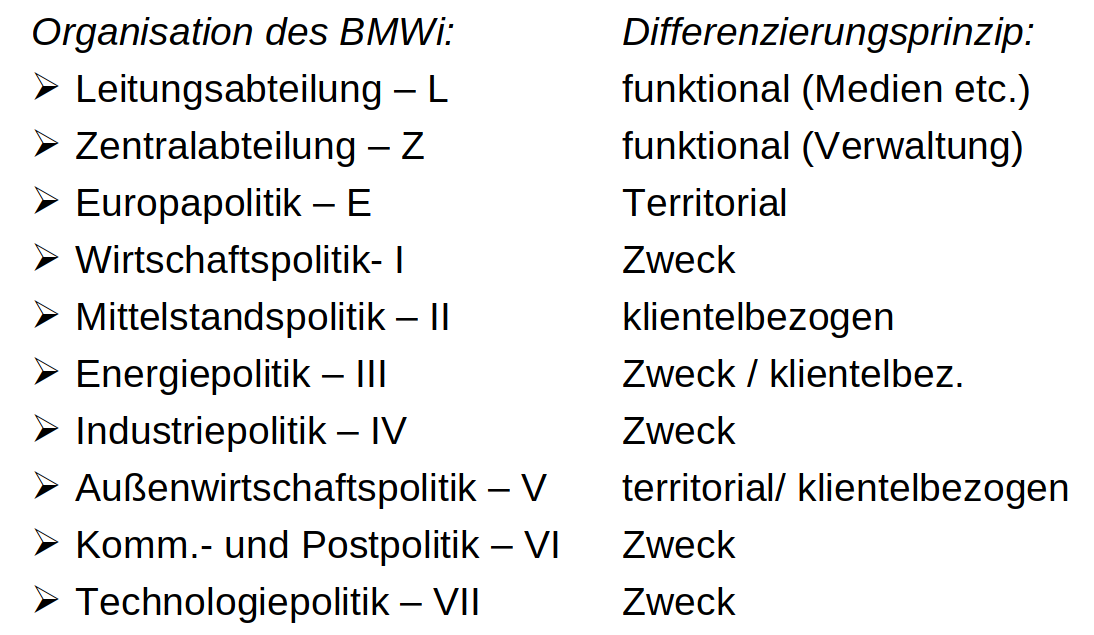 Organisation des BMWi: Differenzierungsprinzip:
➢ Leitungsabteilung – L funktional (Medien etc.)
➢ Zentralabteilung – Z funktional (Verwaltung)
➢ Europapolitik – E Territorial
➢ Wirtschaftspolitik- I Zweck
➢ Mittelstandspolitik – II klientelbezogen
➢ Energiepolitik – III Zweck / klientelbez.
➢ Industriepolitik – IV Zweck
➢ Außenwirtschaftspolitik – V territorial/ klientelbezogen
➢ Komm.- und Postpolitik – VI Zweck
➢ Technologiepolitik – VII Zweck